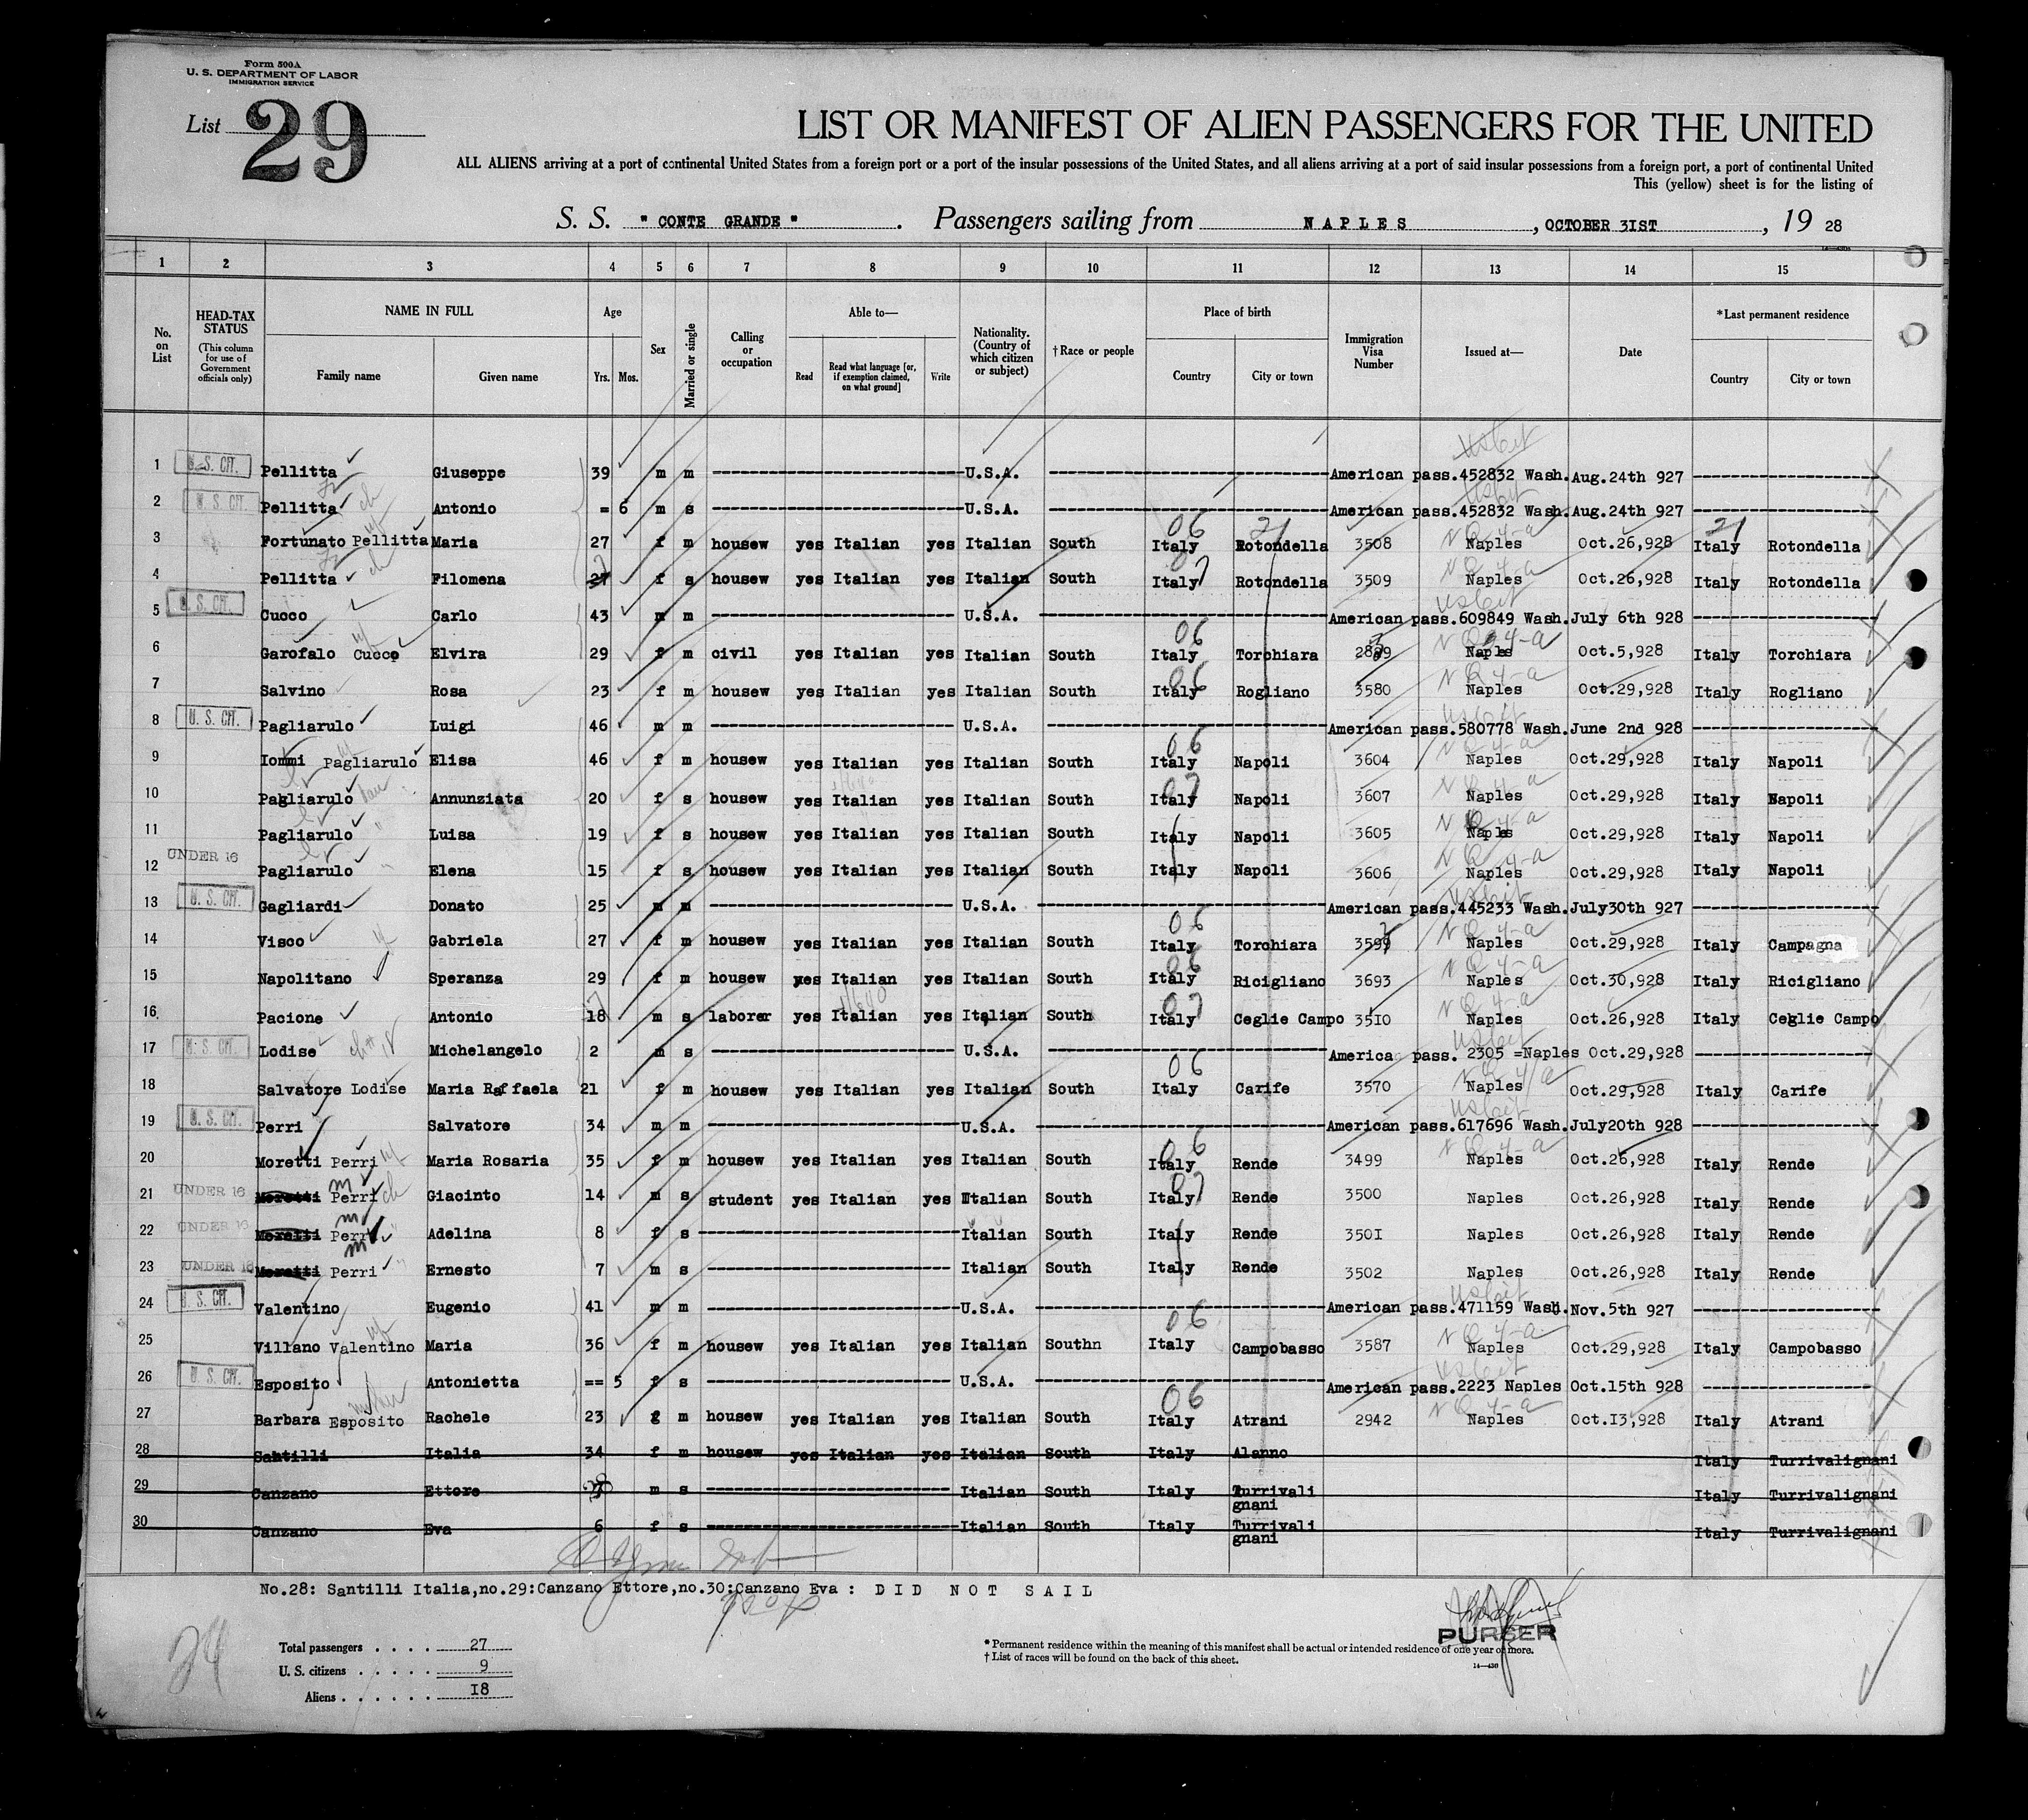 Form 500A
U. S. DEPARTMENT OF LABOR
IMMIGRATION SERVICE
List 29
LIST OR MANIFEST OF ALIEN PASSENGERS FOR THE UNITED
ALL ALIENS arriving at a port of continental United States from a foreign port or a port of the insular possessions of the United States, and all aliens arriving at a port of said insular possessions from a foreign port, a port of continental United
This (yellow) sheet is for the listing of
S. S. " CONTE GRANDE " . Passengers sailing from NAPLES , OCTOBER 31ST , 19 28
1 2 3 4 5 6 7 8 9 10 11 12 13 14 15
No. on List
HEAD-TAX STATUS
(This column for use of Government officials only)
NAME IN FULL
Family name Given name
Age
Yrs. Mos.
Sex
Married or single
Calling or occupation
Able to—
Read
Read what language [or, if exemption claimed, on what ground]
Write
Nationality. (Country of which citizen or subject)
† Race or people
Place of birth
Country City or town
Immigration Visa Number
Issued at—
Date
*Last permanent residence
Country City or town
1 U. S. CIT. Pellitta Giuseppe 39 m m U.S.A. American pass.452832 Wash. Aug.24th 927
2 U. S. CIT. Pellitta Antonio = 6 m s U.S.A. American pass.452832 Wash. Aug.24th 927
3 Fortunato Pellitta Maria 27 f m housew yes Italian yes Italian South Italy Rotondella 3508 Naples Oct.26,928 Italy Rotondella
4 Pellitta Filomena f s housew yes Italian yes Italian South Italy Rotondella 3509 Naples Oct.26,928 Italy Rotondella
5 U. S. CIT. Cucco Carlo 43 m m U.S.A. American pass.609849 Wash. July 6th 928
6 Garofalo Cucco Elvira 29 f m civil yes Italian yes Italian South Italy Torchiara Naples Oct.5,928 Italy Torchiara
7 Salvino Rosa 23 f m housew yes Italian yes Italian South Italy Rogliano 3580 Naples Oct.29,928 Italy Rogliano
8 U. S. CIT. Pagliarulo Luigi 46 m m U.S.A. American pass.580778 Wash. June 2nd 928
9 Iommi Pagliarulo Elisa 46 f m housew yes Italian yes Italian South Italy Napoli 3604 Naples Oct.29,928 Italy Napoli
10 Pagliarulo Annunziata 20 f s housew yes Italian yes Italian South Italy Napoli 3607 Naples Oct.29,928 Italy Napoli
11 Pagliarulo Luisa 19 f s housew yes Italian yes Italian South Italy Napoli 3605 Naples Oct.29,928 Italy Napoli
UNDER 16
12 Pagliarulo Elena 15 f s housew yes Italian yes Italian South Italy Napoli 3606 Naples Oct.29,928 Italy Napoli
13 U. S. CIT. Gagliardi Donato 25 m m U.S.A. American pass.445233 Wash. July30th 927
14 Visco Gabriela 27 f m housew yes Italian yes Italian South Italy Torchiara Naples Oct.29,928 Italy Campagna
15 Napolitano Speranza 29 f m housew yes Italian yes Italian South Italy Ricigliano 3693 Naples Oct.30,928 Italy Ricigliano
16 Pacione Antonio 18 m s laborer yes Italian yes Italian South Italy Ceglie Campo 3510 Naples Oct.26,928 Italy Ceglie Campo
17 U. S. CIT. Lodise Michelangelo 2 m s U.S.A. America pass. 2305 =Naples Oct.29,928
18 Salvatore Lodise Maria Raffaela 21 f m housew yes Italian yes Italian South Italy Carife 3570 Naples Oct.29,928 Italy Carife
19 U. S. CIT. Perri Salvatore 34 m m U.S.A. American pass.617696 Wash. July20th 928
20 Moretti Perri Maria Rosaria 35 f m housew yes Italian yes Italian South Italy Rende 3499 Naples Oct.26,928 Italy Rende
21 UNDER 16 Moretti Perri Giacinto 14 m s student yes Italian yes Italian South Italy Rende 3500 Naples Oct.26,928 Italy Rende
22 UNDER 16 Moretti Perri Adelina 8 f s Italian South Italy Rende 3501 Naples Oct.26,928 Italy Rende
23 UNDER 16 Moretti Perri Ernesto 7 m s Italian South Italy Rende 3502 Naples Oct.26,928 Italy Rende
24 U. S. CIT. Valentino Eugenio 41 m m U.S.A. American pass.471159 Wash. Nov.5th 927
25 Villano Valentino Maria 36 f m housew yes Italian yes Italian Southn Italy Campobasso 3587 Naples Oct.29,928 Italy Campobasso
26 U. S. CIT. Esposito Antonietta == 5 f s U.S.A. American pass.2223 Naples Oct.15th 928
27 Barbara Esposito Rachele 23 g m housew yes Italian yes Italian South Italy Atrani 2942 Naples Oct.13,928 Italy Atrani
28 Santilli Italia 34 f m housew yes Italian yes Italian South Italy Alanno Italy Turrivalignani
29 Canzano Ettore m s Italian South Italy Turrivali gnani Italy Turrivalignani
30 Canzano Eva 6 f s Italian South Italy Turrivali gnani Italy Turrivalignani
No.28: Santilli Italia,no.29:Canzano Ettore,no.30:Canzano Eva : DID NOT SAIL
Total passengers . . . . 27
U. S. citizens . . . . . 9
Aliens . . . . . . 18
* Permanent residence within the meaning of this manifest shall be actual or intended residence of one year or more.
† List of races will be found on the back of this sheet.
PURSER